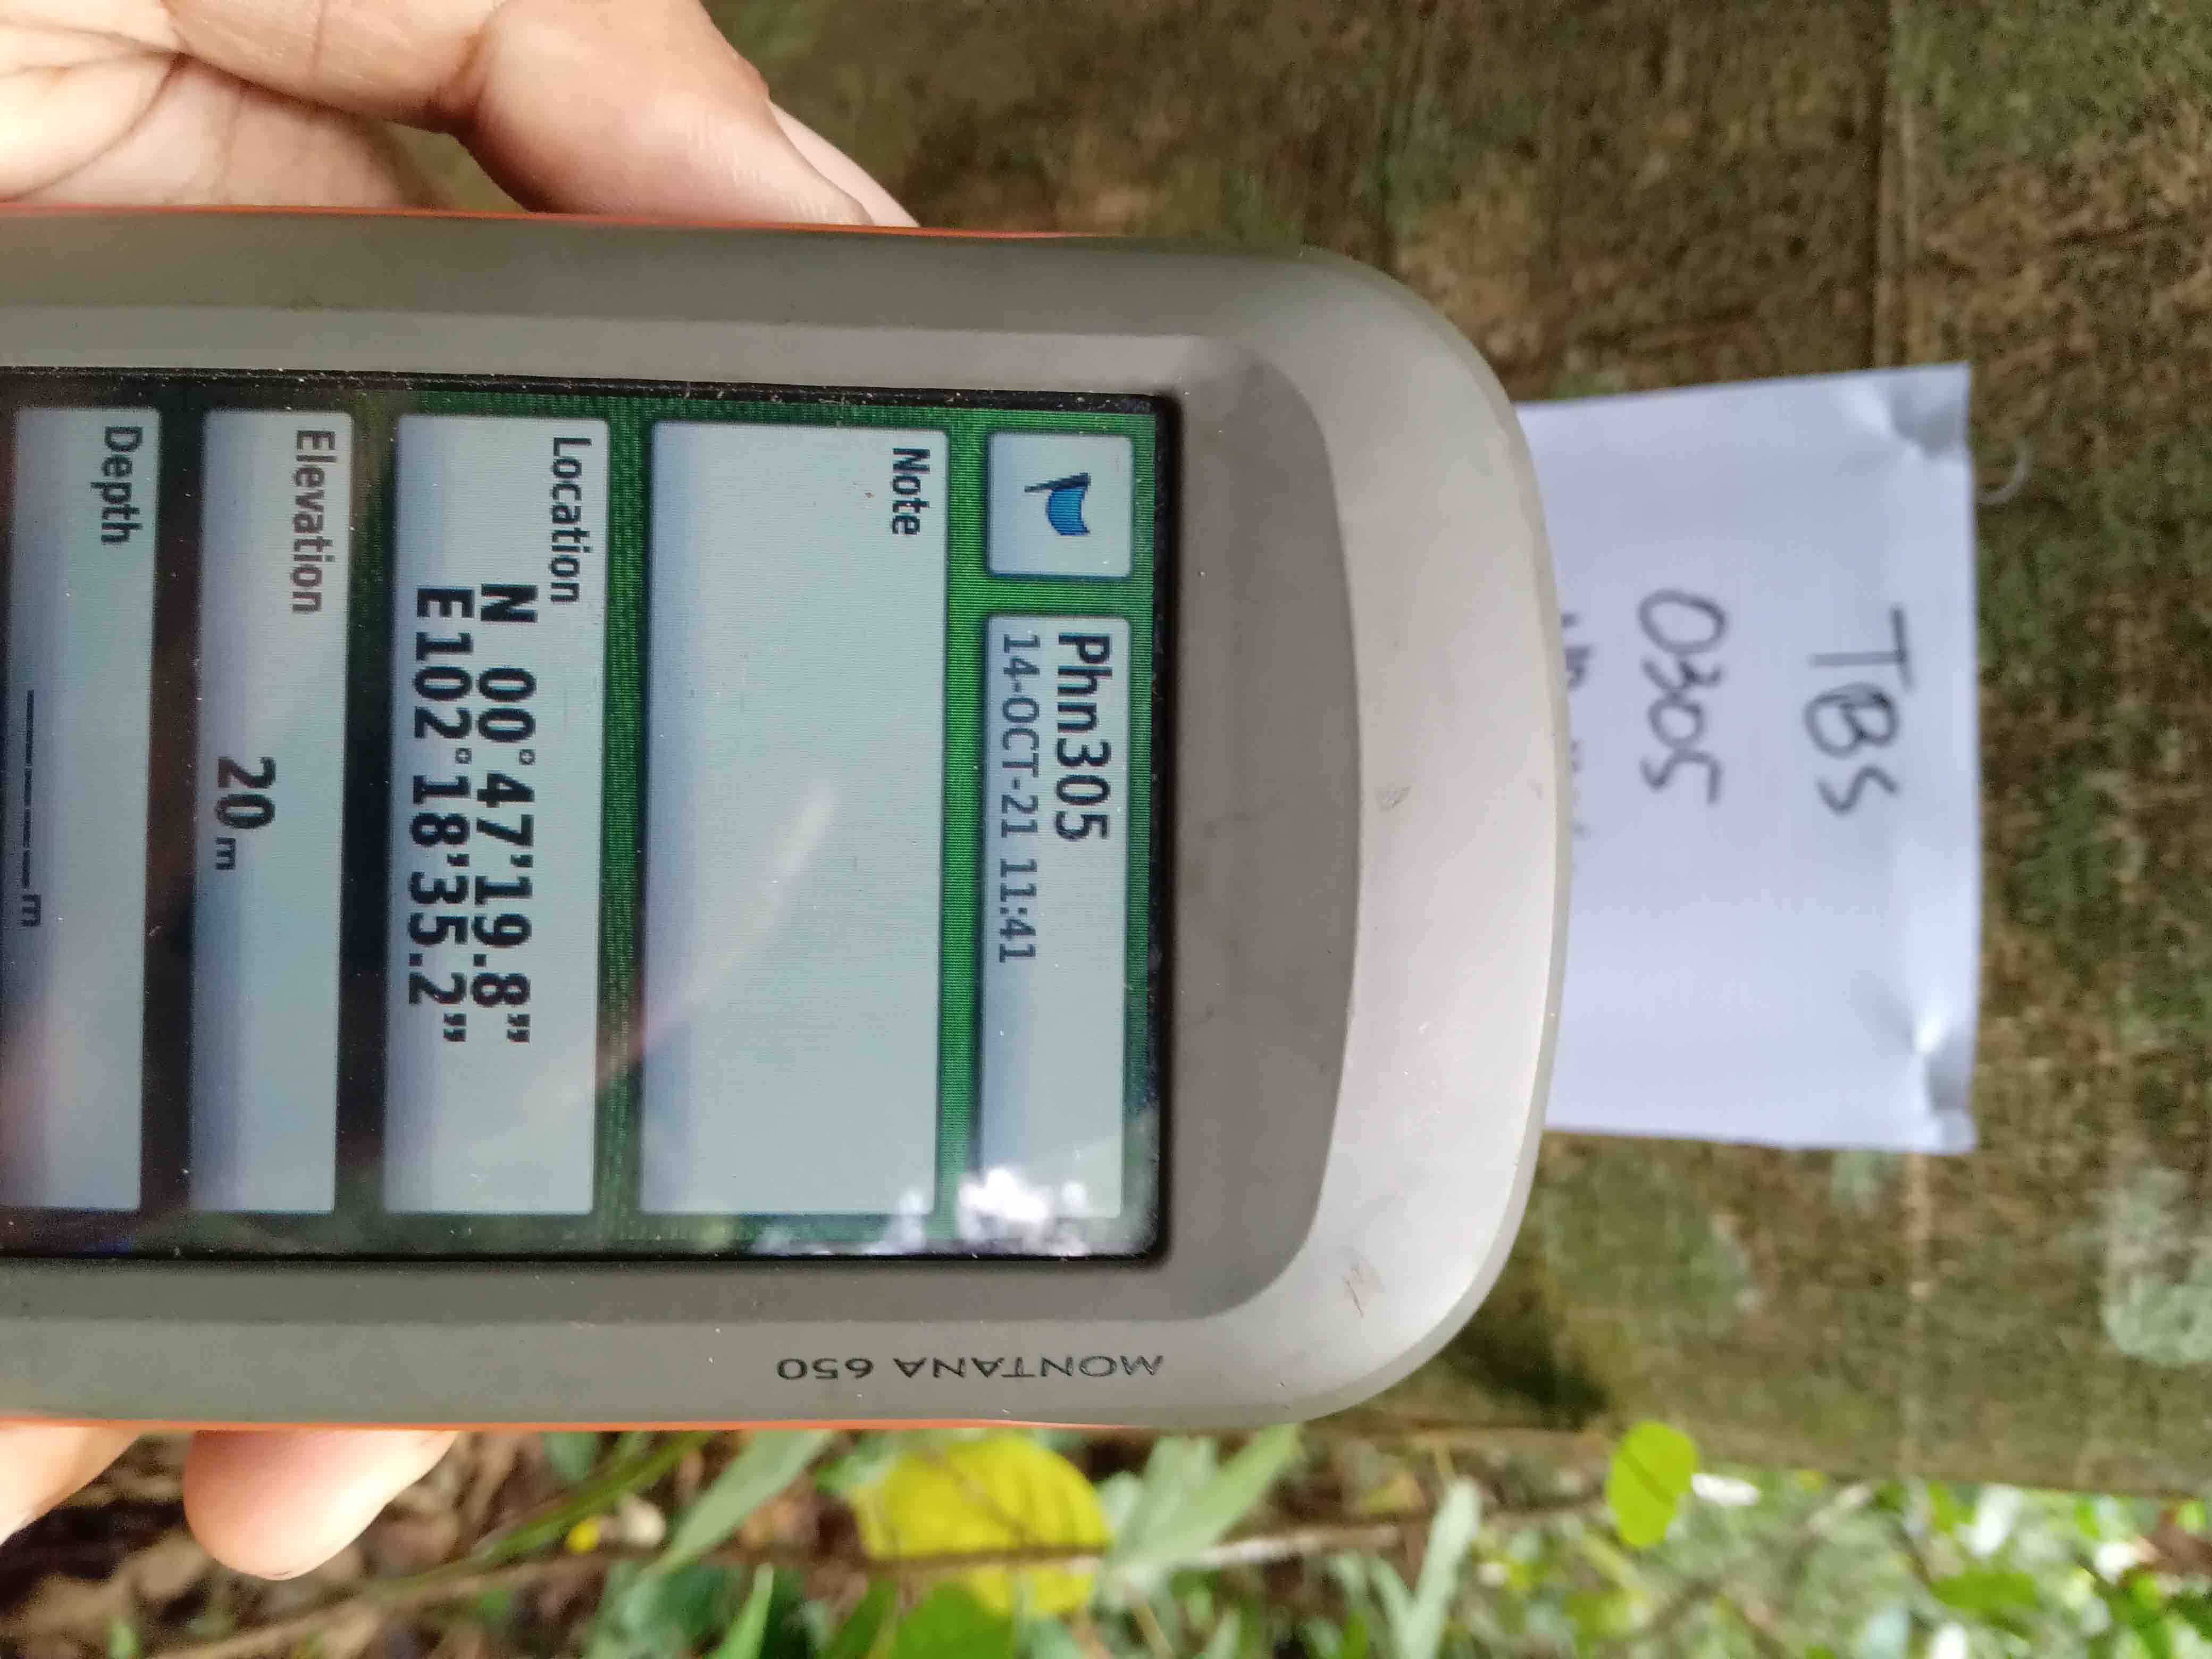 TBS
0305
MONTANA 650
Phn305
14-OCT-21 11:41
Note
Location
N 00°47'19.8"
E102°18'35.2"
Elevation
20m
Depth
_____m